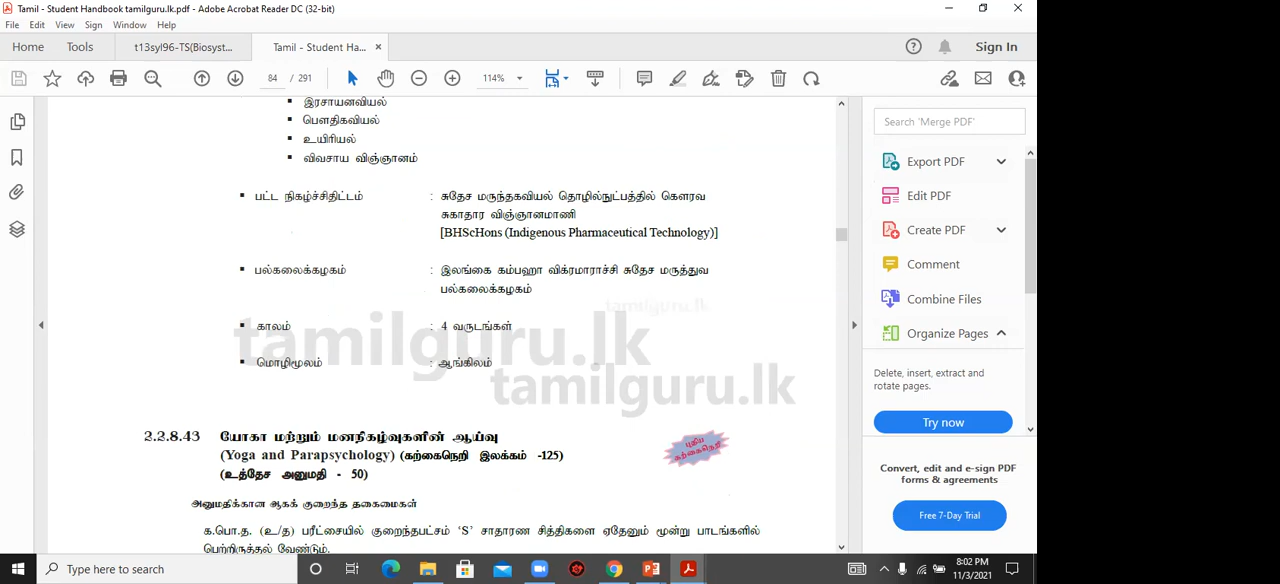 Tamil - Student Handbook tamilguru.lk.pdf - Adobe Acrobat Reader DC (32-bit)
File Edit View Sign Window Help
Home Tools t13syl96-TS(Biosyst... Tamil - Student Ha... × Sign In
84 / 291 114%
இரசாயனவியல்
பௌதிகவியல்
உயிரியல்
விவசாய விஞ்ஞானம்
பட்ட நிகழ்ச்சிதிட்டம் : சுதேச மருந்தகவியல் தொழில்நுட்பத்தில் கௌரவ
சுகாதார விஞ்ஞானமாணி
[BHScHons (Indigenous Pharmaceutical Technology)]
பல்கலைக்கழகம் : இலங்கை கம்பஹா விக்ரமாராச்சி சுதேச மருத்துவ
பல்கலைக்கழகம்
tamilguru.lk
காலம் : 4 வருடங்கள்
tamilguru.lk
மொழிமூலம் : ஆங்கிலம்
tamilguru.lk
2.2.8.43 யோகா மற்றும் மனநிகழ்வுகளின் ஆய்வு
(Yoga and Parapsychology) (கற்கைநெறி இலக்கம் -125)
(உத்தேச அனுமதி - 50)
புதிய
கற்கைநெறி
அனுமதிக்கான ஆகக் குறைந்த தகைமைகள்
க.பொ.த. (உ/த) பரீட்சையில் குறைந்தபட்சம் ‘S’ சாதாரண சித்திகளை ஏதேனும் மூன்று பாடங்களில்
பெற்றிருத்தல் வேண்டும்.
Search 'Merge PDF'
Export PDF
Edit PDF
Create PDF
Comment
Combine Files
Organize Pages
Delete, insert, extract and
rotate pages.
Try now
Convert, edit and e-sign PDF
forms & agreements
Free 7-Day Trial
Type here to search
8:02 PM
11/3/2021